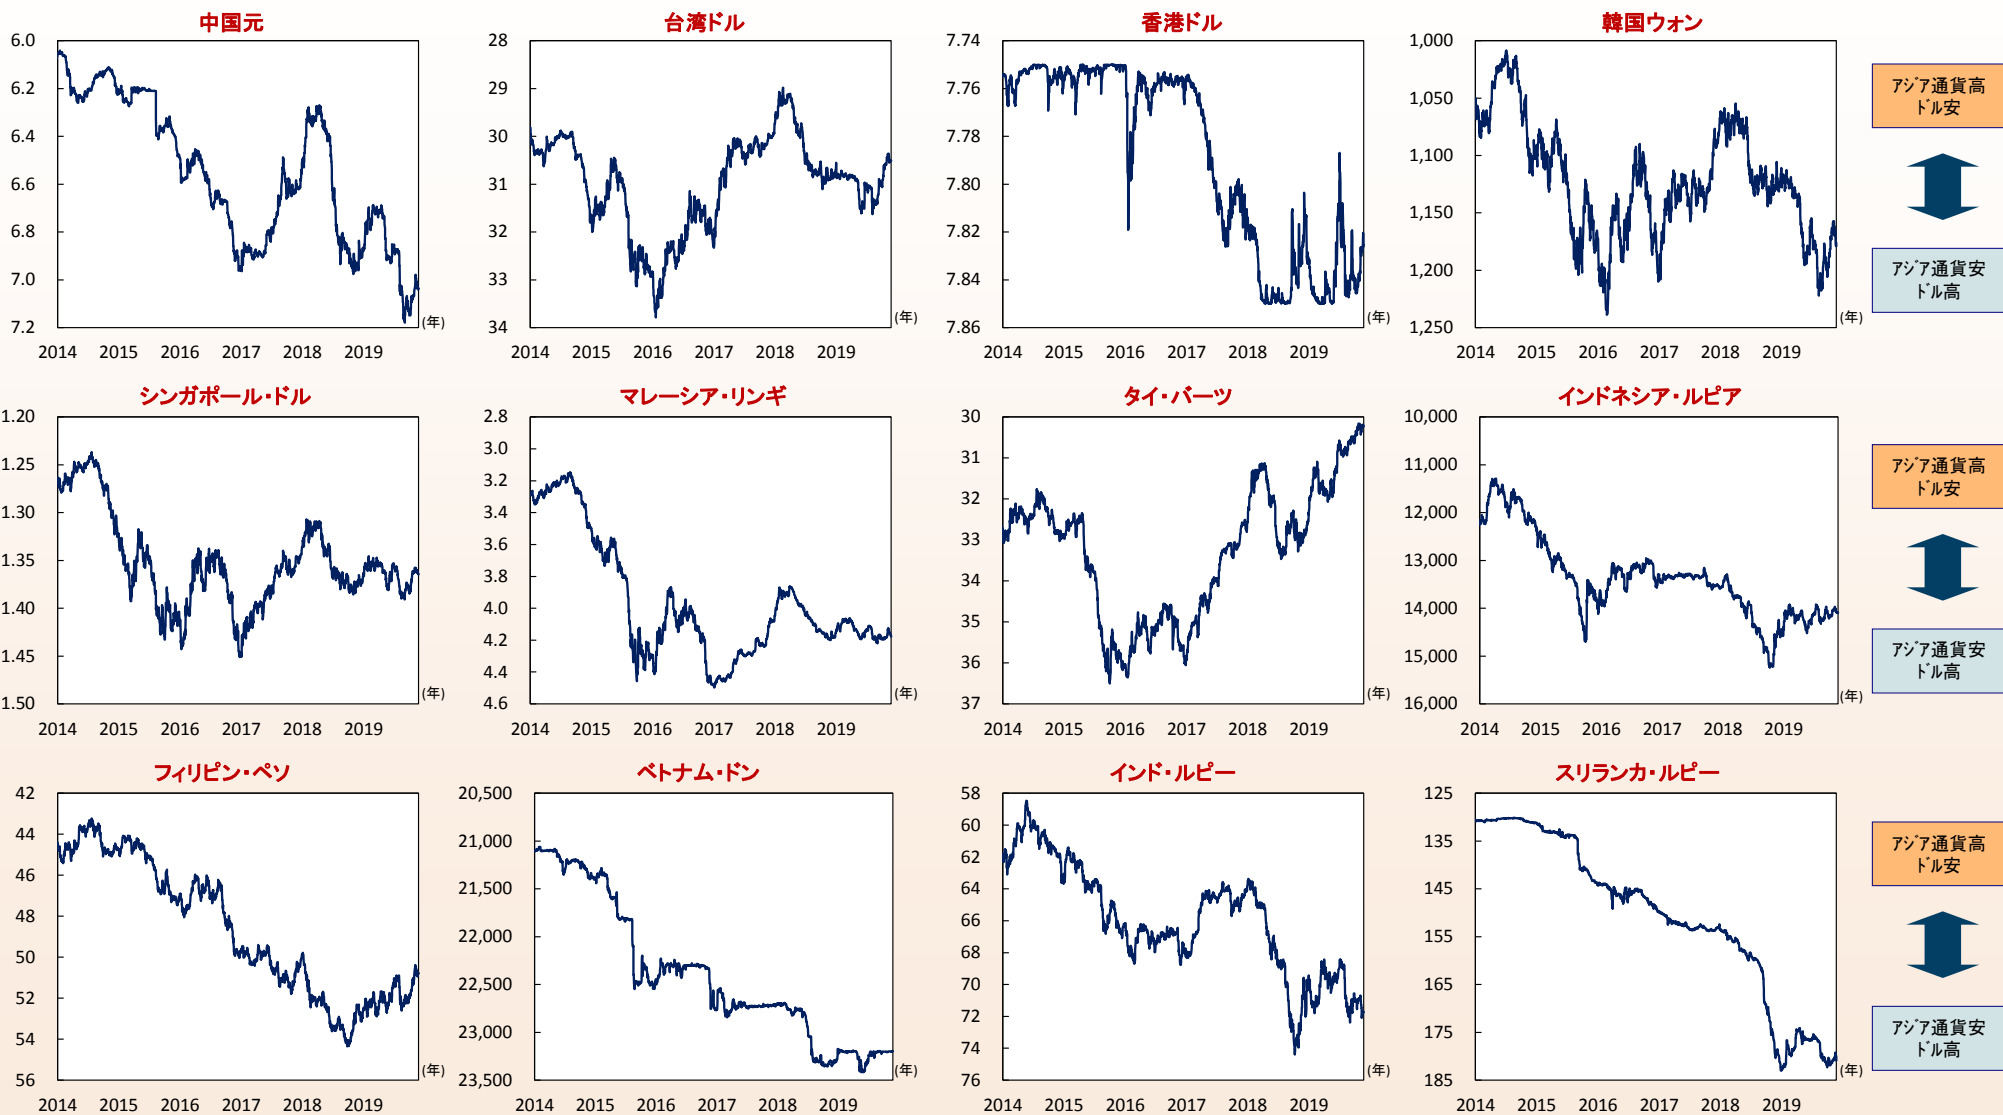 中国元
台湾ドル
香港ドル
韓国ウォン
6.0
6.2
6.4
6.6
6.8
7.0
7.2
2014 2015 2016 2017 2018 2019
(年)
28
29
30
31
32
33
34
2014 2015 2016 2017 2018 2019
(年)
7.74
7.76
7.78
7.80
7.82
7.84
7.86
2014 2015 2016 2017 2018 2019
(年)
1,000
1,050
1,100
1,150
1,200
1,250
2014 2015 2016 2017 2018 2019
(年)
アジア通貨高
ドル安
アジア通貨安
ドル高
シンガポール・ドル
マレーシア・リンギ
タイ・バーツ
インドネシア・ルピア
1.20
1.25
1.30
1.35
1.40
1.45
1.50
2014 2015 2016 2017 2018 2019
(年)
2.8
3.0
3.2
3.4
3.6
3.8
4.0
4.2
4.4
4.6
2014 2015 2016 2017 2018 2019
(年)
30
31
32
33
34
35
36
37
2014 2015 2016 2017 2018 2019
(年)
10,000
11,000
12,000
13,000
14,000
15,000
16,000
2014 2015 2016 2017 2018 2019
(年)
アジア通貨高
ドル安
アジア通貨安
ドル高
フィリピン・ペソ
ベトナム・ドン
インド・ルピー
スリランカ・ルピー
42
44
46
48
50
52
54
56
2014 2015 2016 2017 2018 2019
(年)
20,500
21,000
21,500
22,000
22,500
23,000
23,500
2014 2015 2016 2017 2018 2019
(年)
58
60
62
64
66
68
70
72
74
76
2014 2015 2016 2017 2018 2019
(年)
125
135
145
155
165
175
185
2014 2015 2016 2017 2018 2019
(年)
アジア通貨高
ドル安
アジア通貨安
ドル高